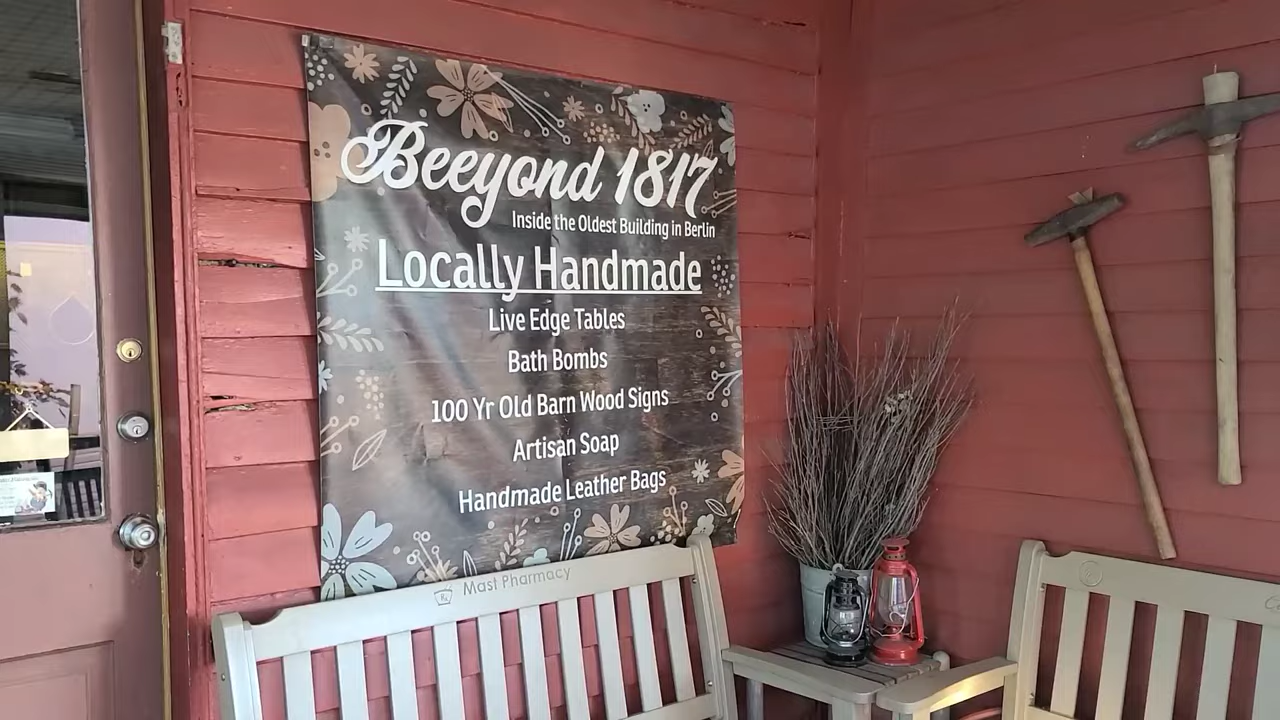 Beeyond 1817
Inside the Oldest Building in Berlin
Locally Handmade
Live Edge Tables
Bath Bombs
100 Yr Old Barn Wood Signs
Artisan Soap
Handmade Leather Bags
Rx Mast Pharmacy